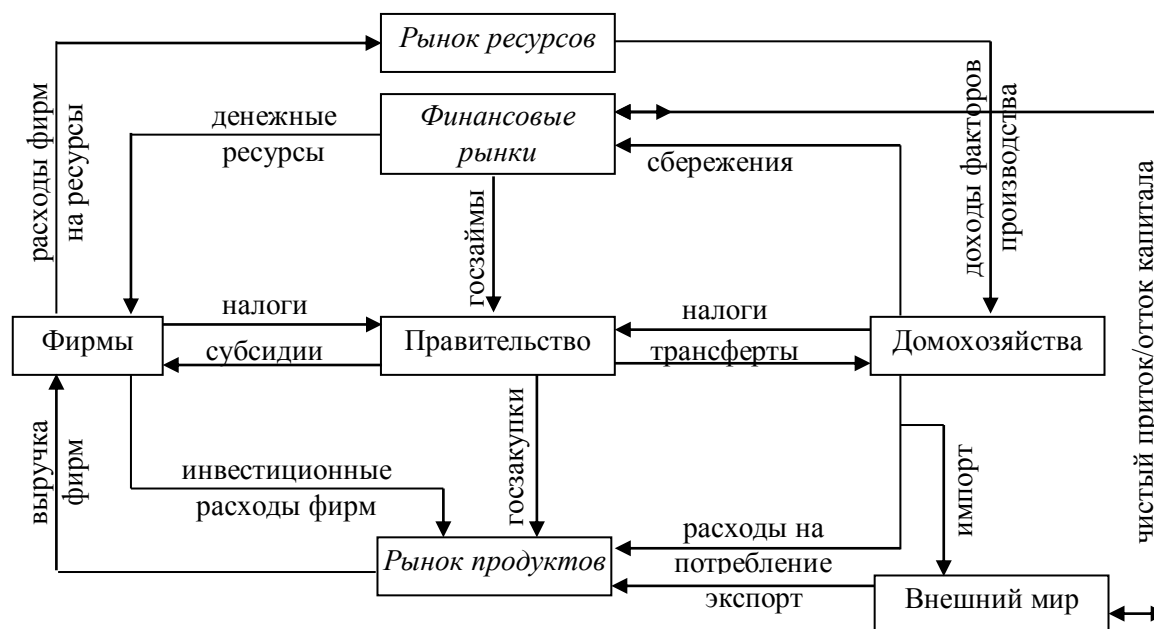 Рынок ресурсов
расходы фирм
на ресурсы
денежные
ресурсы
Финансовые
рынки
сбережения
доходы факторов
производства
чистый приток/отток капитала
госзаймы
Фирмы
налоги
субсидии
Правительство
налоги
трансферты
Домохозяйства
выручка
фирм
инвестиционные
расходы фирм
госзакупки
импорт
расходы на
потребление
Рынок продуктов
экспорт
Внешний мир